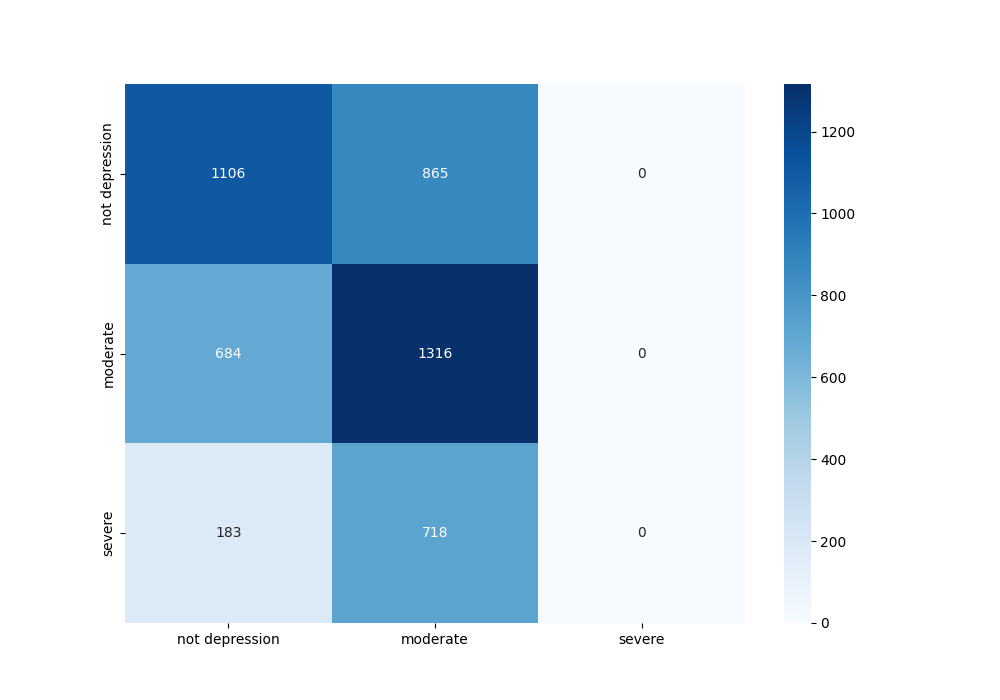 not depression
1106 865 0
moderate
684 1316 0
severe
183 718 0
not depression moderate severe
1200
1000
800
600
400
200
0